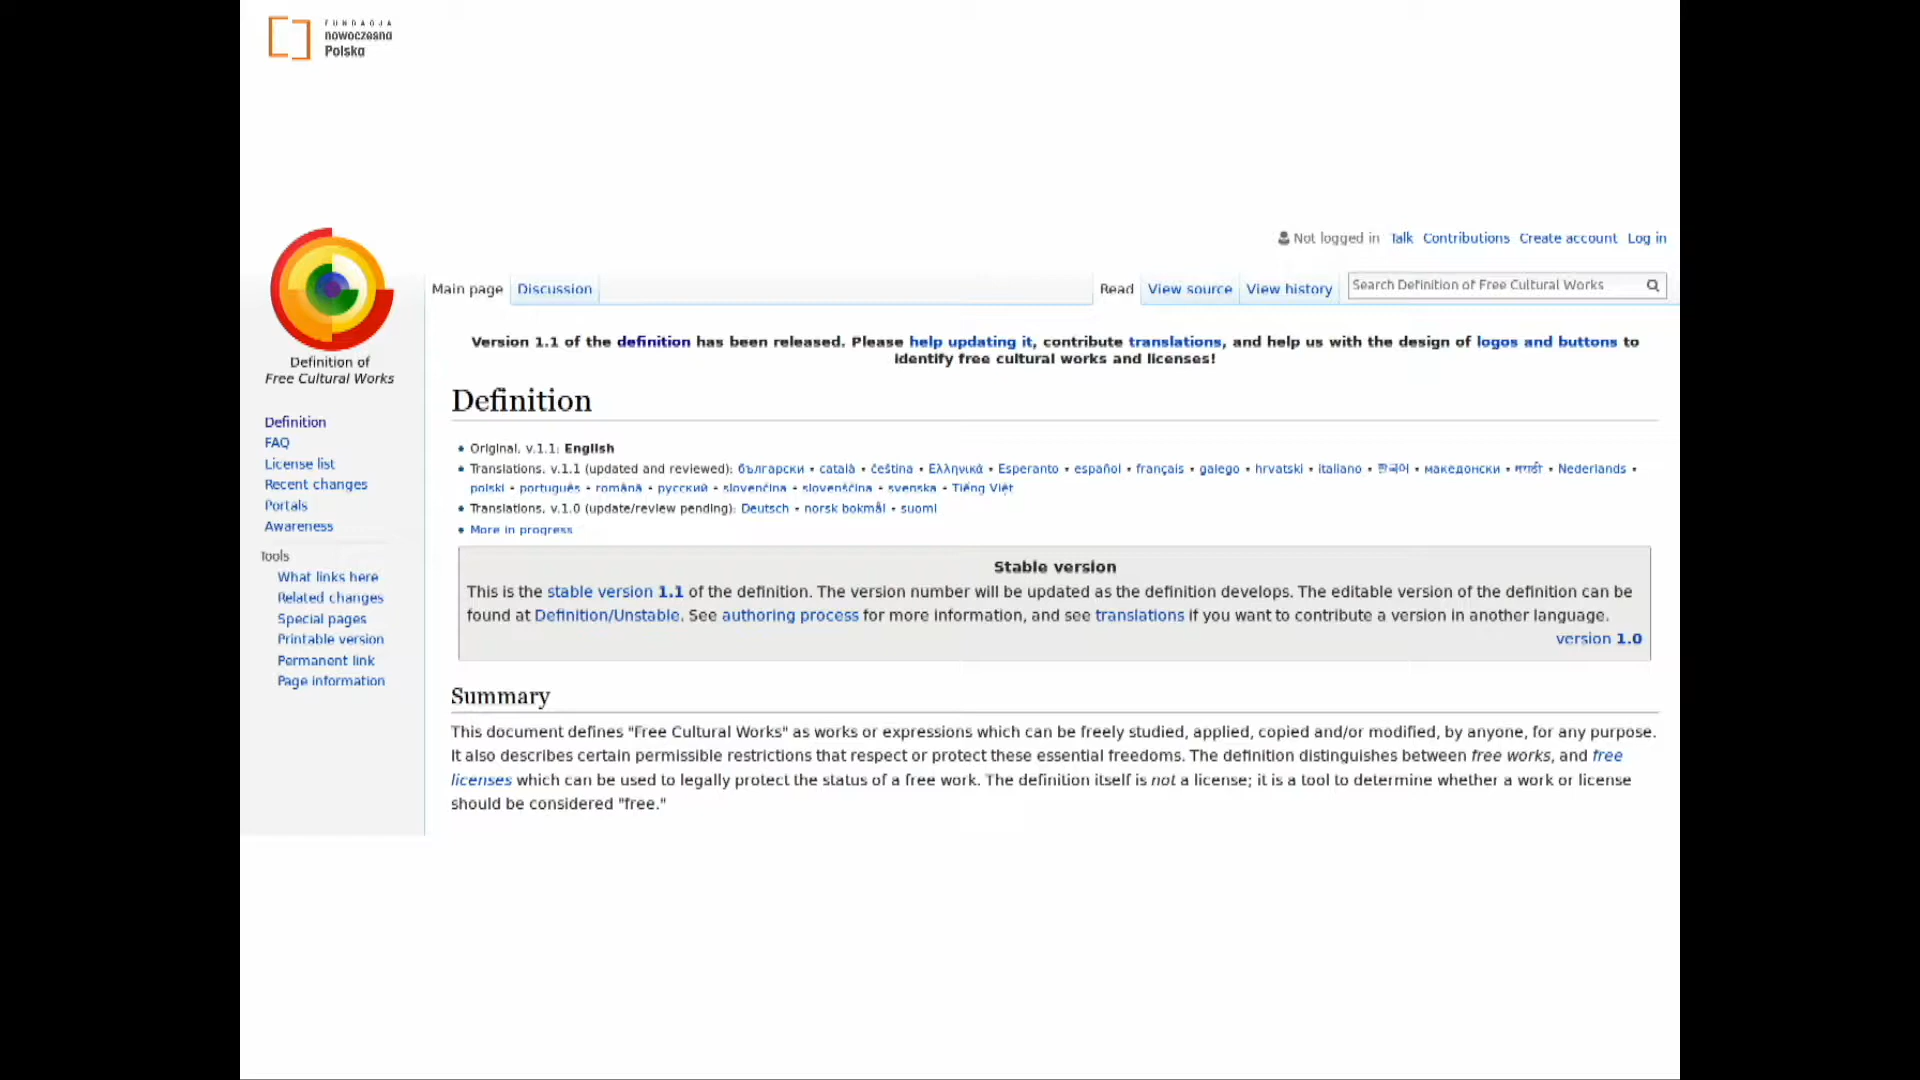 FUNDACJA
nowoczesna
Polska
Not logged in Talk Contributions Create account Log in
Main page Discussion Read View source View history Search Definition of Free Cultural Works
Version 1.1 of the definition has been released. Please help updating it, contribute translations, and help us with the design of logos and buttons to
identify free cultural works and licenses!
Definition of
Free Cultural Works
Definition
FAQ
License list
Recent changes
Portals
Awareness
Tools
What links here
Related changes
Special pages
Printable version
Permanent link
Page information
Definition
• Original, v.1.1: English
• Translations, v.1.1 (updated and reviewed): български • català • čeština • Ελληνικά • Esperanto • español • français • galego • hrvatski • italiano • 한국어 • македонски • मराठी • Nederlands •
polski • português • română • русский • slovenčina • slovenščina • svenska • Tiếng Việt
• Translations, v.1.0 (update/review pending): Deutsch • norsk bokmål • suomi
• More in progress
Stable version
This is the stable version 1.1 of the definition. The version number will be updated as the definition develops. The editable version of the definition can be
found at Definition/Unstable. See authoring process for more information, and see translations if you want to contribute a version in another language.
version 1.0
Summary
This document defines "Free Cultural Works" as works or expressions which can be freely studied, applied, copied and/or modified, by anyone, for any purpose.
It also describes certain permissible restrictions that respect or protect these essential freedoms. The definition distinguishes between free works, and free
licenses which can be used to legally protect the status of a free work. The definition itself is not a license; it is a tool to determine whether a work or license
should be considered "free."